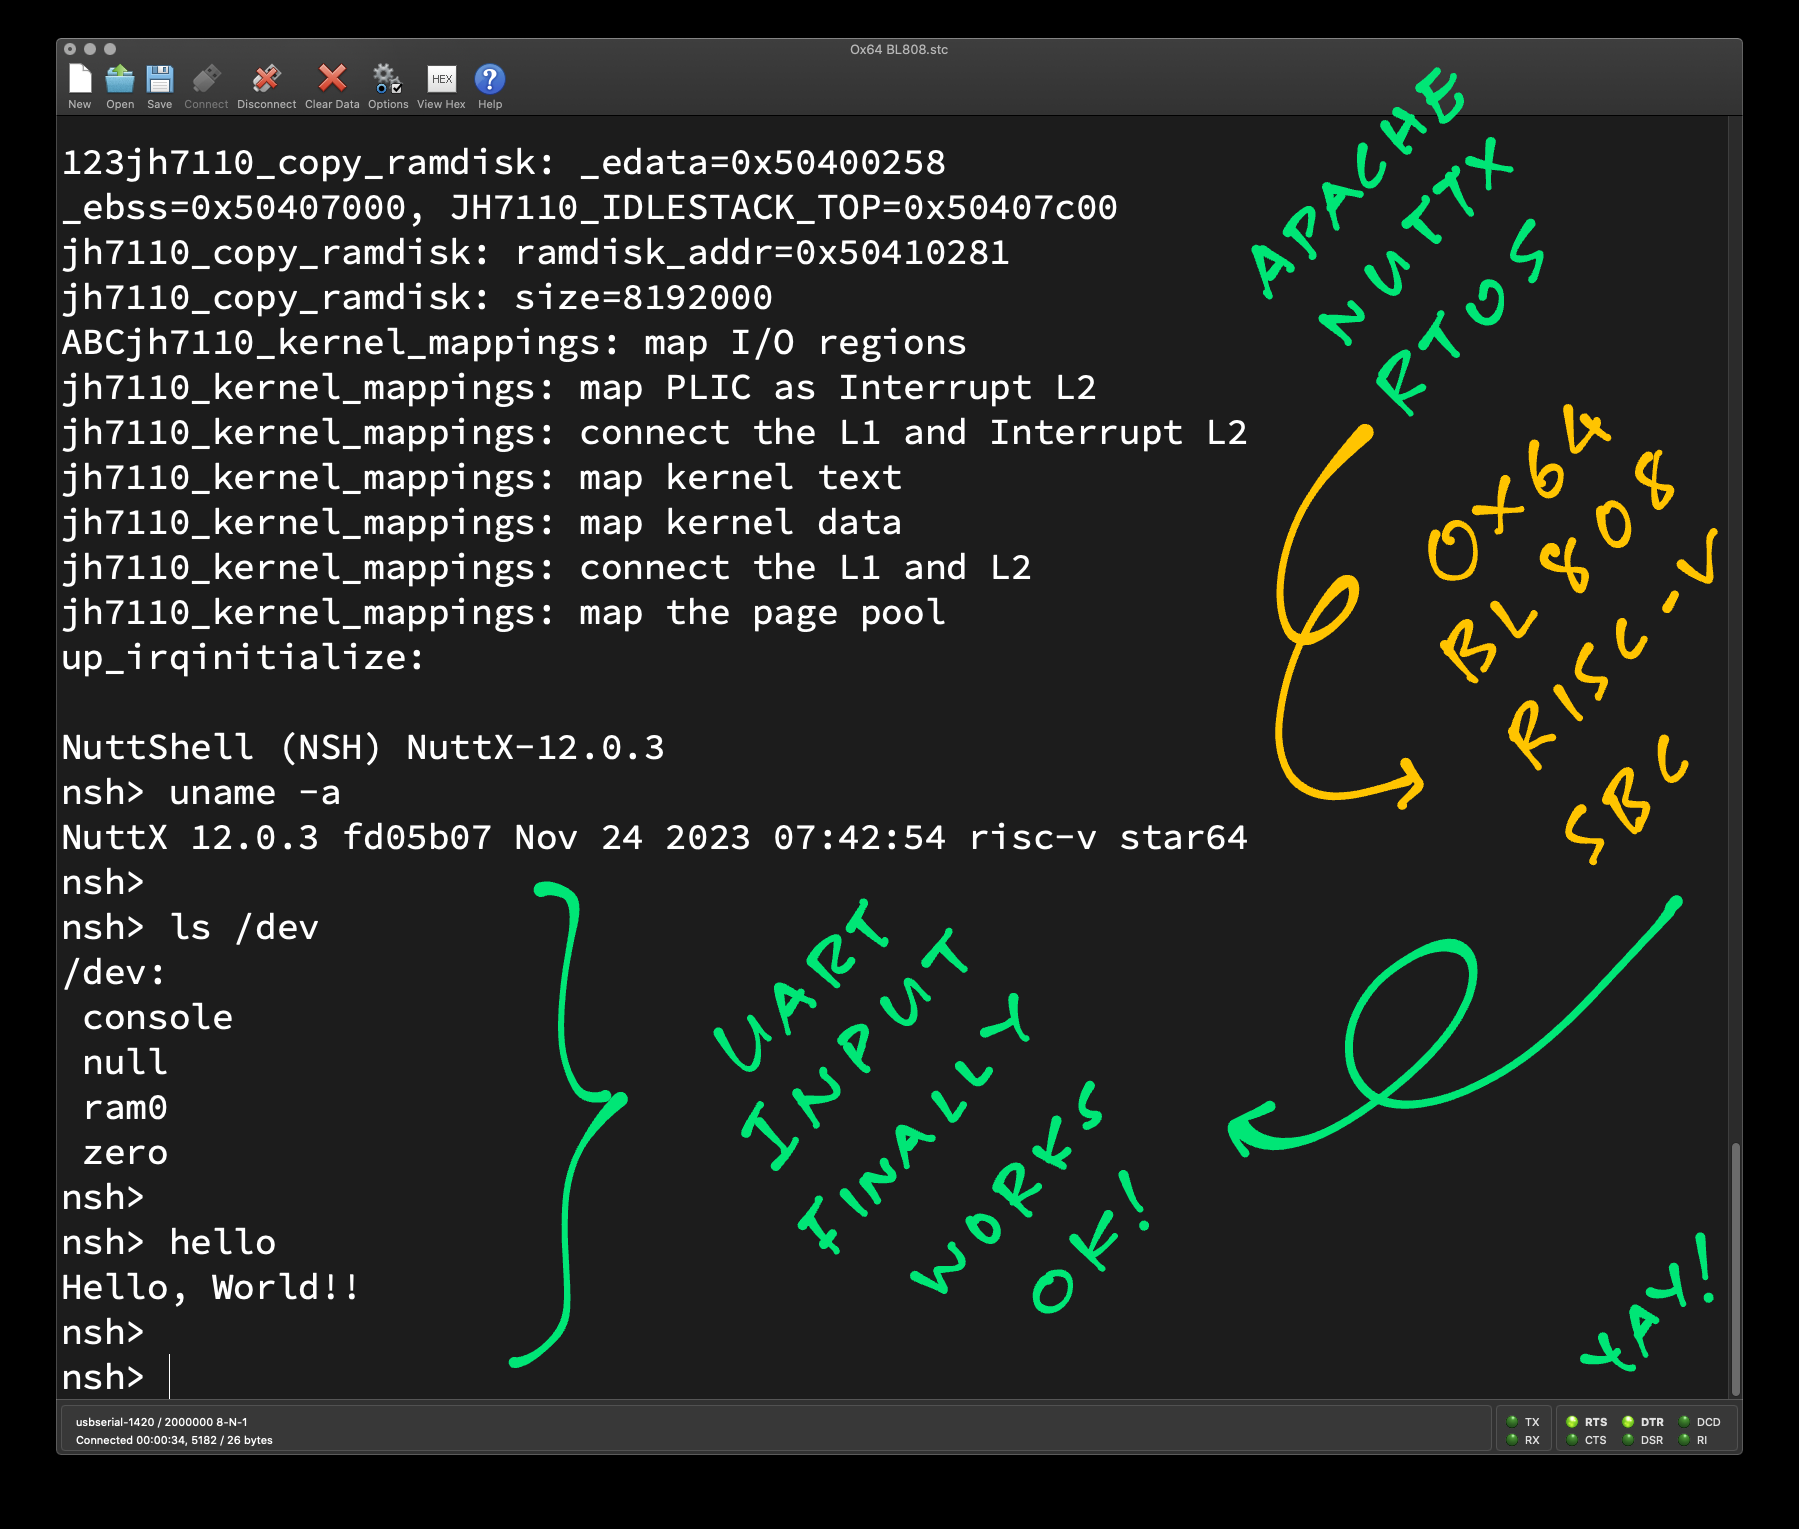 Ox64 BL808.stc
New Open Save Connect Disconnect Clear Data Options HEX View Hex ? Help
123jh7110_copy_ramdisk: _edata=0x50400258
_ebss=0x50407000, JH7110_IDLESTACK_TOP=0x50407c00
jh7110_copy_ramdisk: ramdisk_addr=0x50410281
jh7110_copy_ramdisk: size=8192000
ABCjh7110_kernel_mappings: map I/O regions
jh7110_kernel_mappings: map PLIC as Interrupt L2
jh7110_kernel_mappings: connect the L1 and Interrupt L2
jh7110_kernel_mappings: map kernel text
jh7110_kernel_mappings: map kernel data
jh7110_kernel_mappings: connect the L1 and L2
jh7110_kernel_mappings: map the page pool
up_irqinitialize:
NuttShell (NSH) NuttX-12.0.3
nsh> uname -a
NuttX 12.0.3 fd05b07 Nov 24 2023 07:42:54 risc-v star64
nsh>
nsh> ls /dev
/dev:
console
null
ram0
zero
nsh>
nsh> hello
Hello, World!!
nsh>
nsh>
APACHE
NUTTX
RTOS
OX64
BL808
RISC-V
SBC
UART
INPUT
FINALLY
WORKS
OK!
YAY!
usbserial-1420 / 2000000 8-N-1
Connected 00:00:34, 5182 / 26 bytes
TX RTS DTR DCD
RX CTS DSR RI